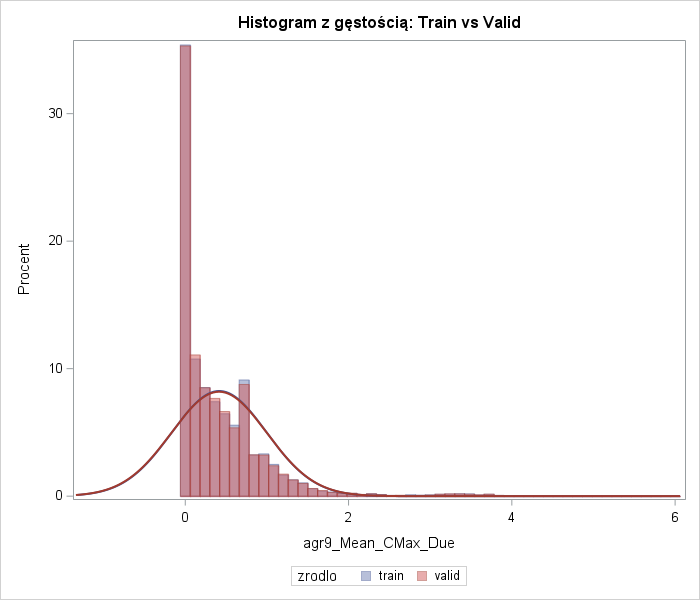 Histogram z gęstością: Train vs Valid
30
20
10
0
Procent
0 2 4 6
agr9_Mean_CMax_Due
zrodlo train valid